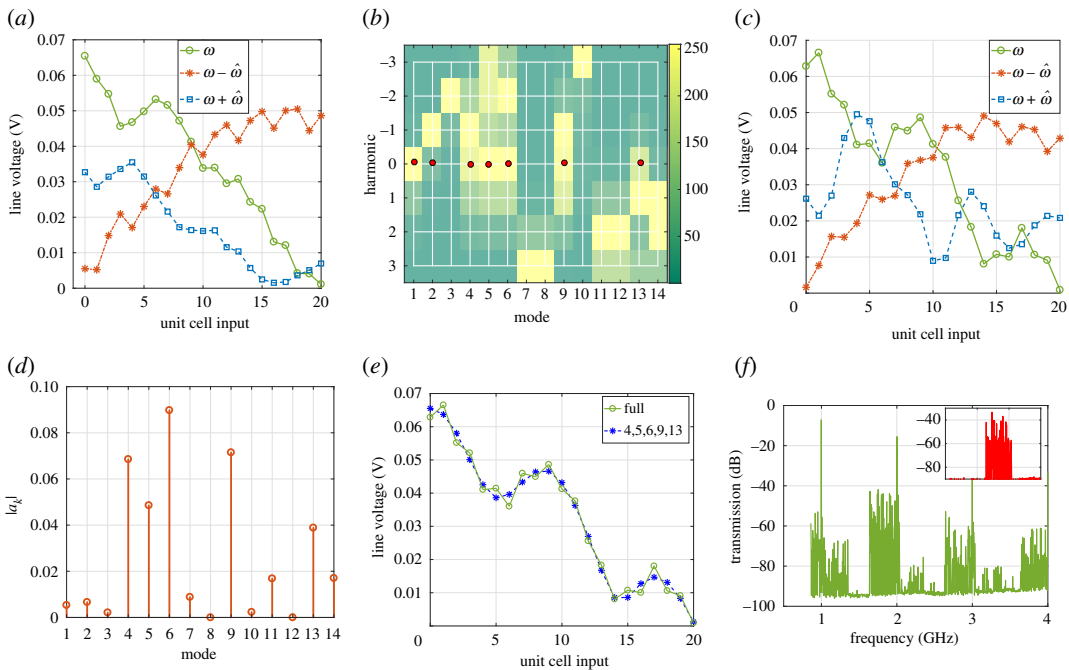 (a)
0.07
0.06
0.05
0.04
0.03
0.02
0.01
0
line voltage (V)
ω
ω − ω̂
ω + ω̂
0 5 10 15 20
unit cell input
(b)
−3
−1
0
1
2
3
harmonic
1 2 3 4 5 6 7 8 9 10 11 12 13 14
mode
250
200
150
100
50
(c)
0.07
0.06
0.05
0.04
0.03
0.02
0.01
0
line voltage (V)
ω
ω − ω̂
ω + ω̂
0 5 10 15 20
unit cell input
(d)
0.10
0.08
0.06
0.04
0.02
0
|aₖ|
1 2 3 4 5 6 7 8 9 10 11 12 13 14
mode
(e)
0.07
0.06
0.05
0.04
0.03
0.02
0.01
0
line voltage (V)
full
4,5,6,9,13
0 5 10 15 20
unit cell input
(f)
0
−20
−40
−60
−80
−100
transmission (dB)
−40
−60
−80
1 2 3 4
frequency (GHz)